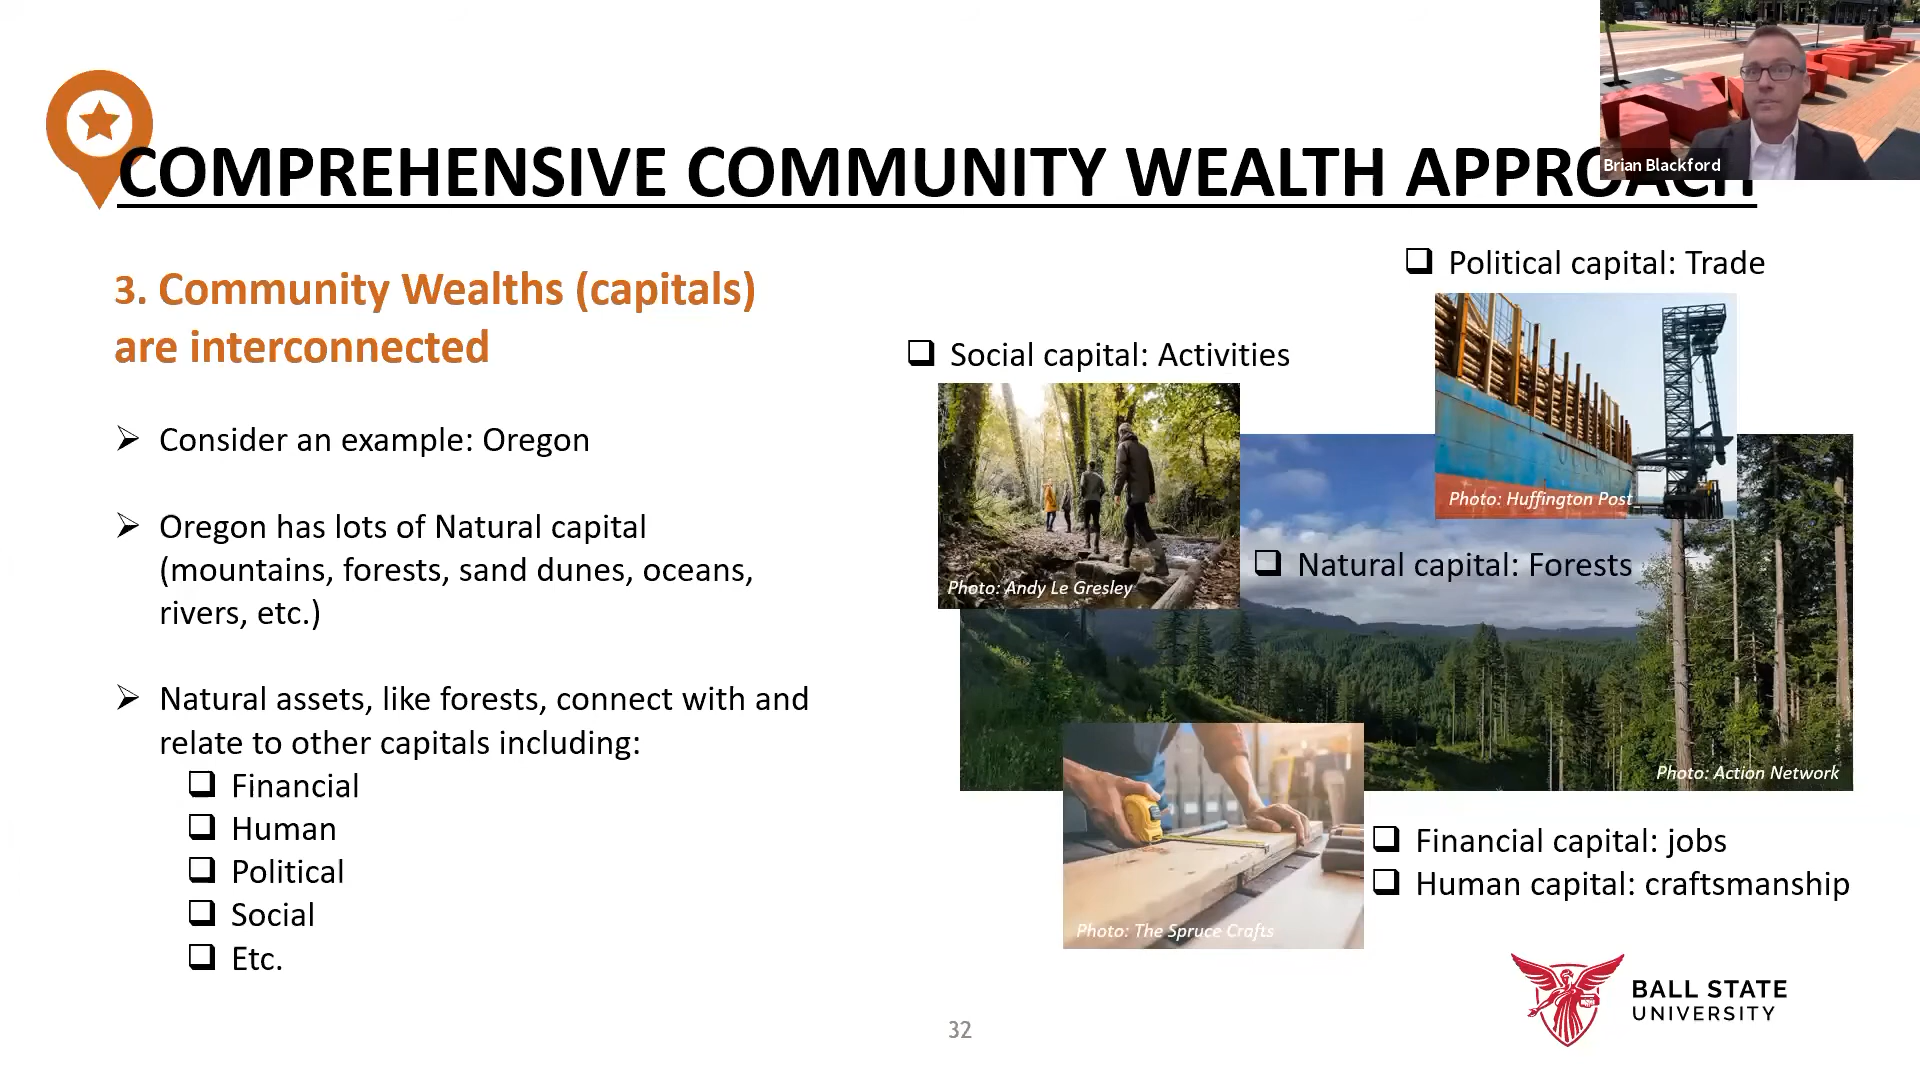 Brian Blackford
COMPREHENSIVE COMMUNITY WEALTH APPROACH
3. Community Wealths (capitals)
are interconnected
Consider an example: Oregon
Oregon has lots of Natural capital
(mountains, forests, sand dunes, oceans,
rivers, etc.)
Natural assets, like forests, connect with and
relate to other capitals including:
Financial
Human
Political
Social
Etc.
Political capital: Trade
Photo: Huffington Post
Social capital: Activities
Photo: Andy Le Gresley
Natural capital: Forests
Photo: Action Network
Photo: The Spruce Crafts
Financial capital: jobs
Human capital: craftsmanship
BALL STATE
UNIVERSITY
32